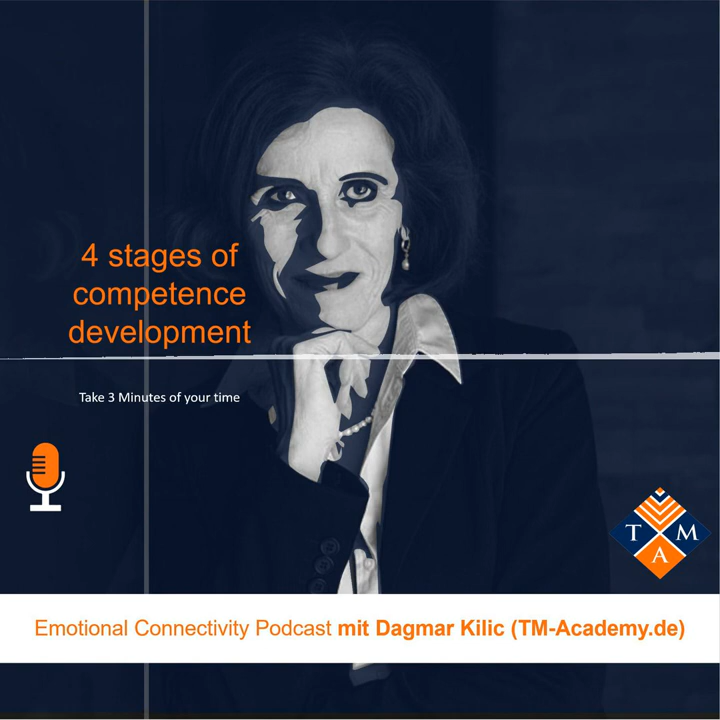 4 stages of
competence
development
Take 3 Minutes of your time
T M
A
Emotional Connectivity Podcast mit Dagmar Kilic (TM-Academy.de)